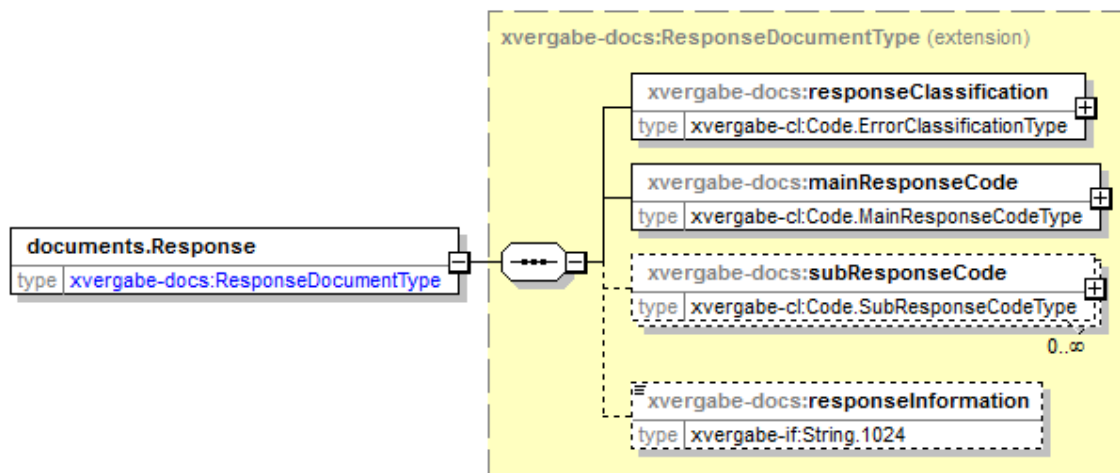 xvergabe-docs:ResponseDocumentType (extension)
xvergabe-docs:responseClassification
type xvergabe-cl:Code.ErrorClassificationType
xvergabe-docs:mainResponseCode
type xvergabe-cl:Code.MainResponseCodeType
documents.Response
type xvergabe-docs:ResponseDocumentType
xvergabe-docs:subResponseCode
type xvergabe-cl:Code.SubResponseCodeType
0..∞
xvergabe-docs:responseInformation
type xvergabe-if:String.1024